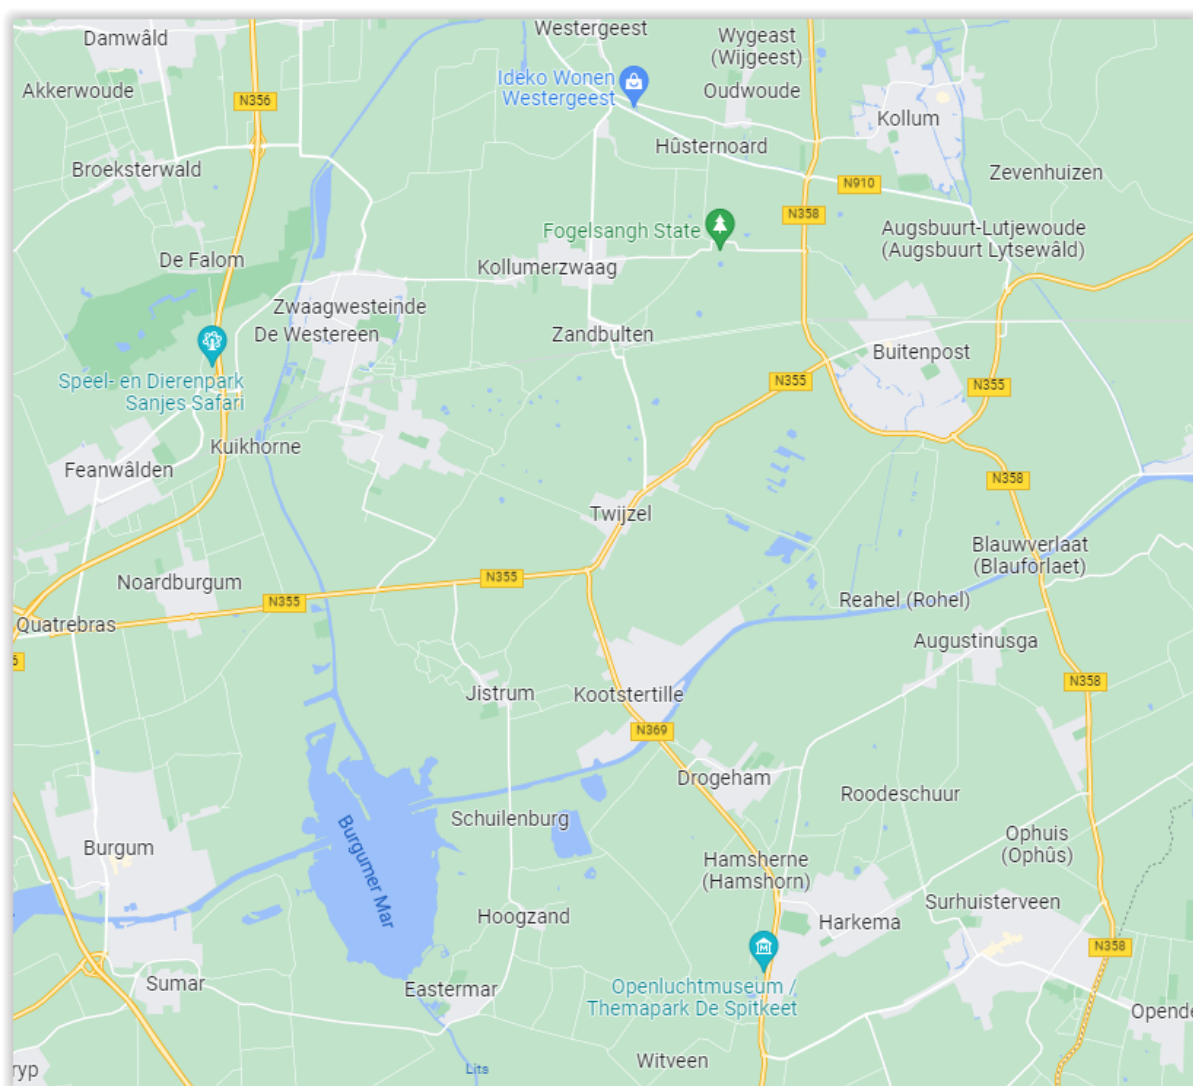 Westergeest
Damwâld
Wygeast
(Wijgeest)
Ideko Wonen
Westergeest
Akkerwoude
Oudwoude
N356
Kollum
Hûsternoard
Broeksterwald
Zevenhuizen
N910
N358
Fogelsangh State
Augsbuurt-Lutjewoude
(Augsbuurt Lytsewâld)
De Falom
Kollumerzwaag
Zwaagwesteinde
De Westereen
Zandbulten
Buitenpost
Speel- en Dierenpark
Sanjes Safari
N355
N355
Kuikhorne
Feanwâlden
N358
Twijzel
Blauwverlaat
(Blauforlaet)
Noardburgum
N355
N355
Reahel (Rohel)
Quatrebras
Augustinusga
6
N358
Jistrum
Kootstertille
N369
Drogeham
Roodeschuur
Schuilenburg
Burgum
Burgumer Mar
Ophuis
(Ophûs)
Hamsherne
(Hamshorn)
Surhuisterveen
Hoogzand
Harkema
N358
Sumar
Eastermar
Openluchtmuseum /
Themapark De Spitkeet
Opende
Witveen
Lits
ryp